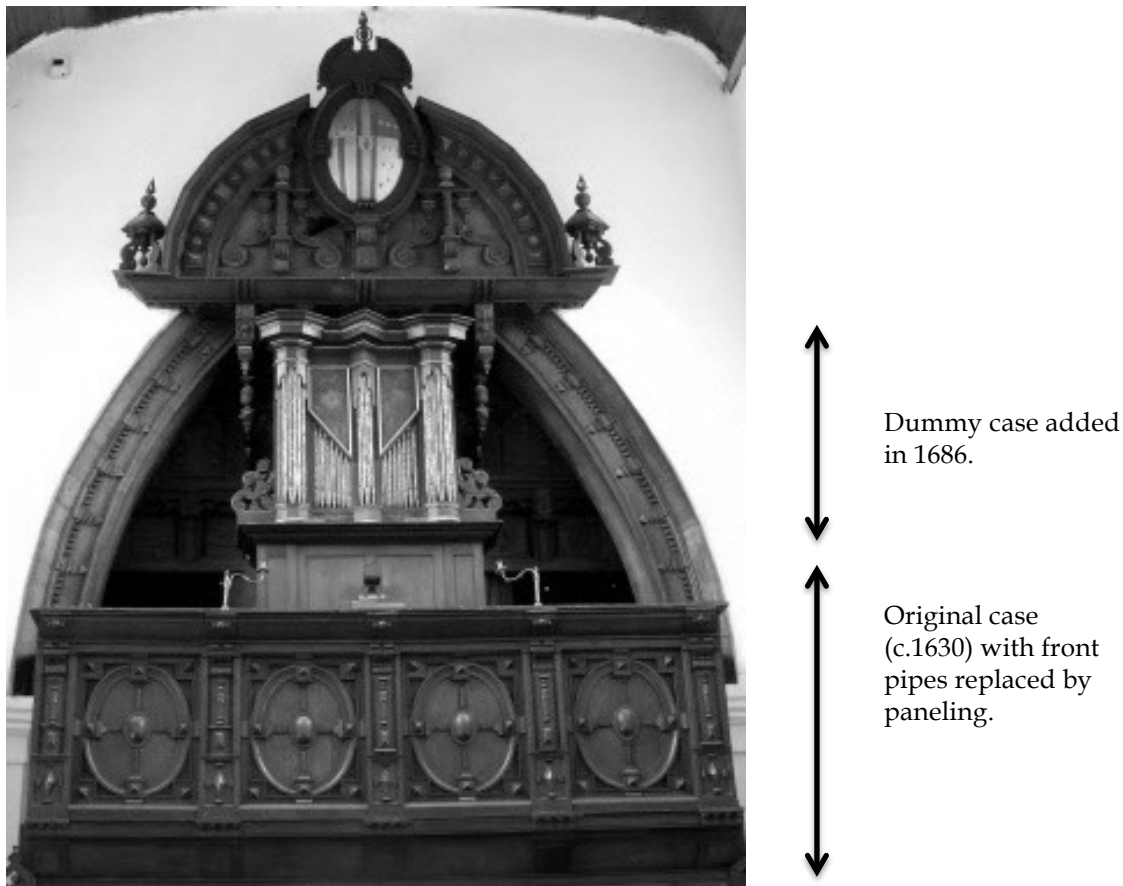 Dummy case added
in 1686.
Original case
(c.1630) with front
pipes replaced by
paneling.